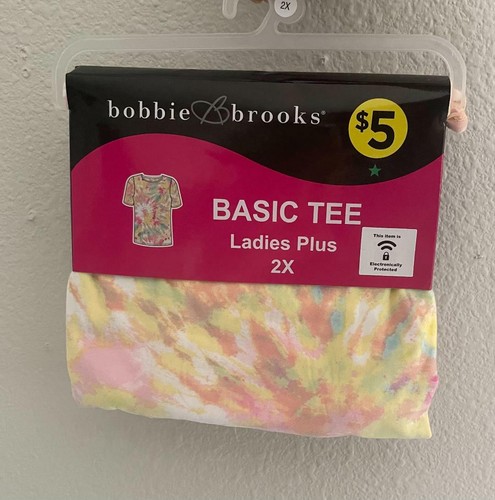 2X
bobbie brooks®
$5
BASIC TEE
Ladies Plus
2X
This item is
Electronically
Protected